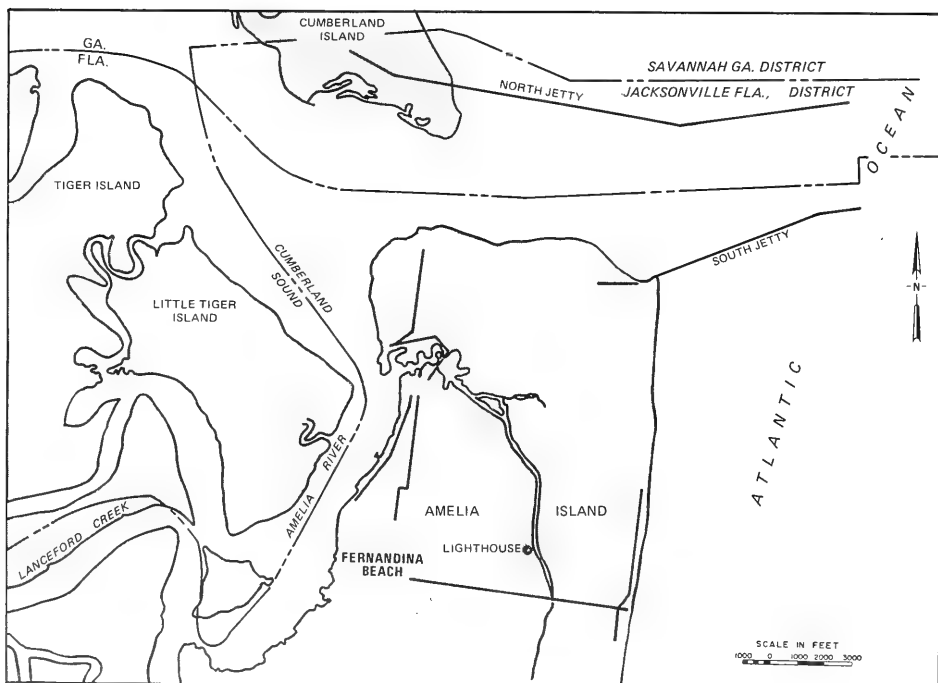 CUMBERLAND
ISLAND
GA.
FLA.
SAVANNAH GA. DISTRICT
JACKSONVILLE FLA., DISTRICT
NORTH JETTY
OCEAN
TIGER ISLAND
SOUTH JETTY
CUMBERLAND
SOUND
N
LITTLE TIGER
ISLAND
ATLANTIC
AMELIA RIVER
LANCEFORD CREEK
AMELIA ISLAND
LIGHTHOUSE
FERNANDINA
BEACH
SCALE IN FEET
1000 0 1000 2000 3000